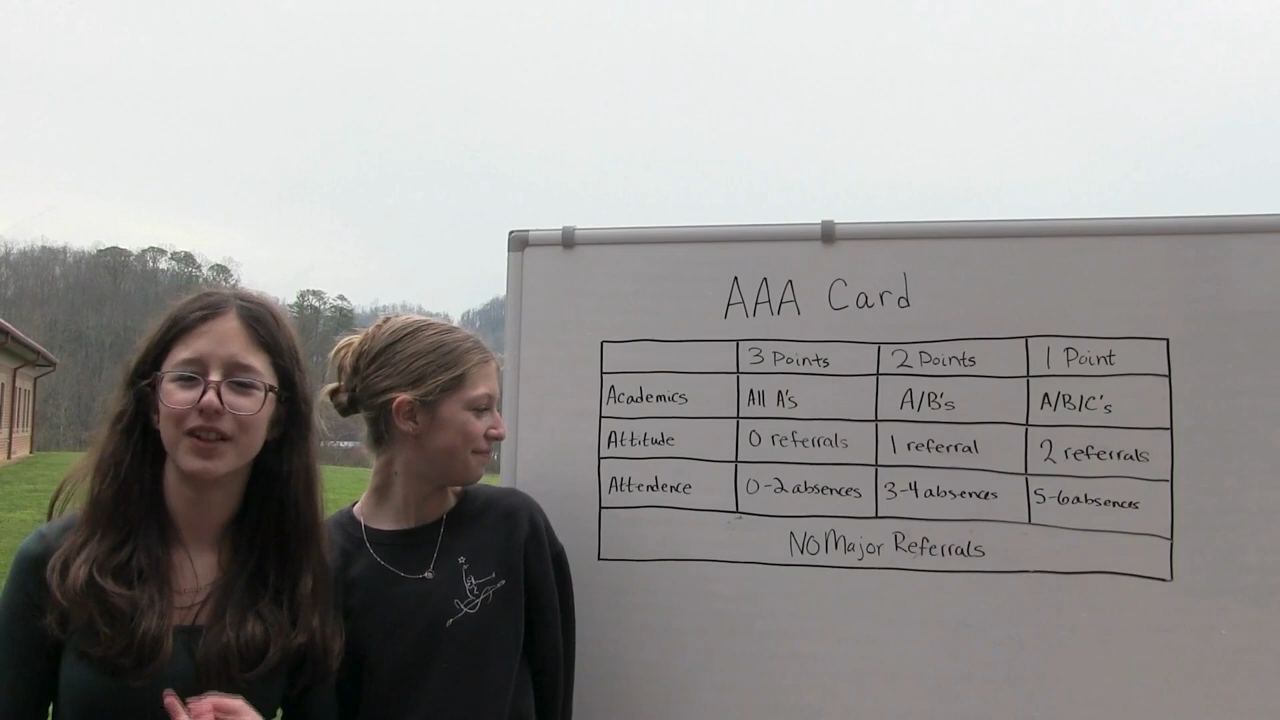 AAA Card
3 Points 2 Points 1 Point
Academics All A's A/B's A/B/C's
Attitude 0 referrals 1 referral 2 referrals
Attendence 0-2 absences 3-4 absences 5-6 absences
NO Major Referrals